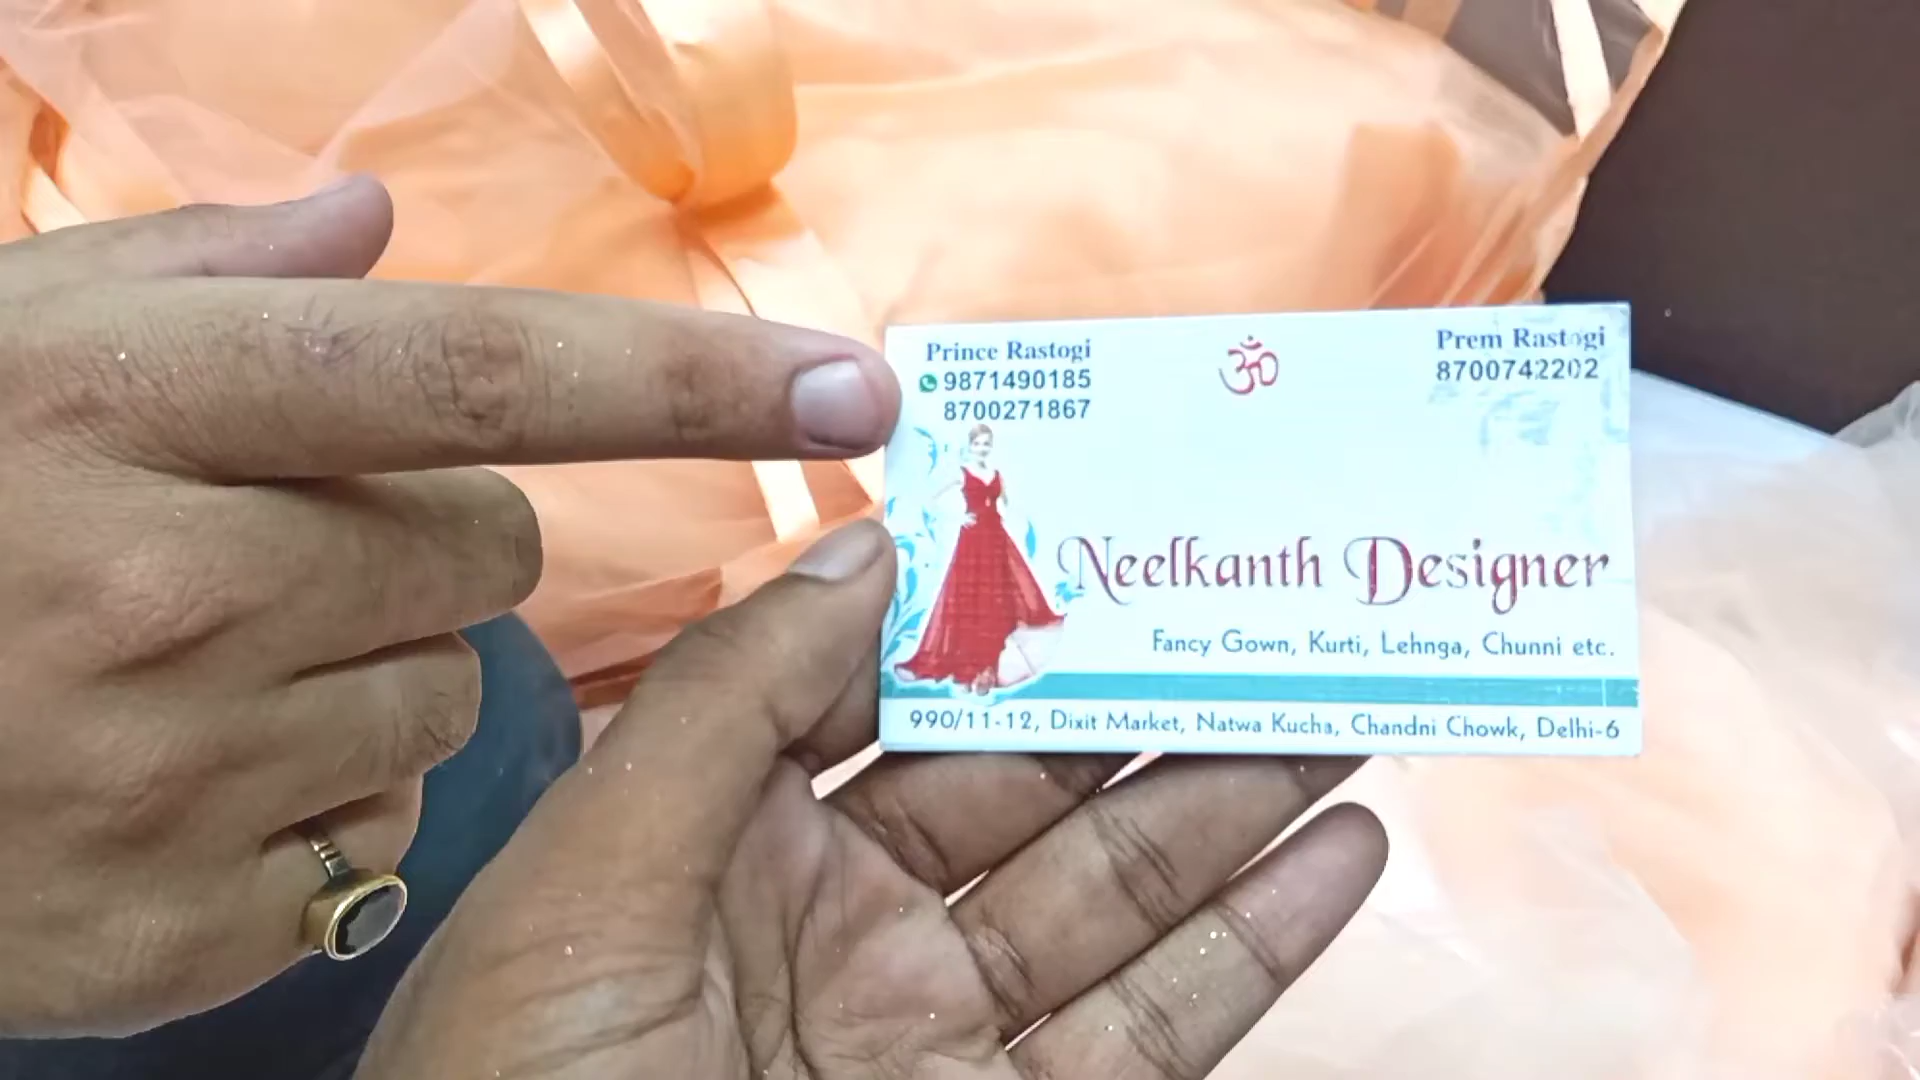 Prince Rastogi
9871490185
8700271867
ॐ
Prem Rastogi
8700742202
Neelkanth Designer
Fancy Gown, Kurti, Lehnga, Chunni etc.
990/11-12, Dixit Market, Natwa Kucha, Chandni Chowk, Delhi-6